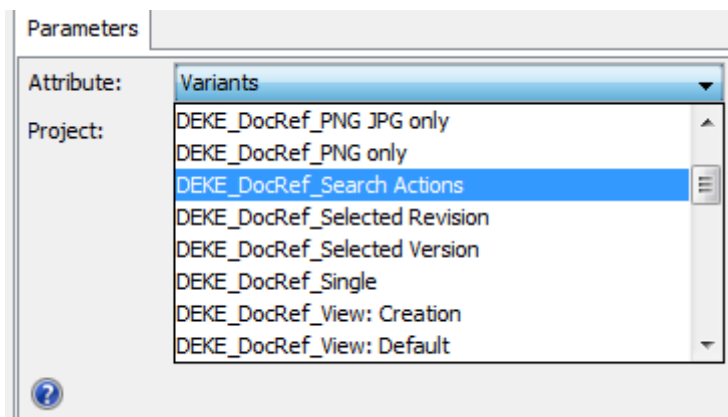 Parameters
Attribute: Variants
Project:
DEKE_DocRef_PNG JPG only
DEKE_DocRef_PNG only
DEKE_DocRef_Search Actions
DEKE_DocRef_Selected Revision
DEKE_DocRef_Selected Version
DEKE_DocRef_Single
DEKE_DocRef_View: Creation
DEKE_DocRef_View: Default
?